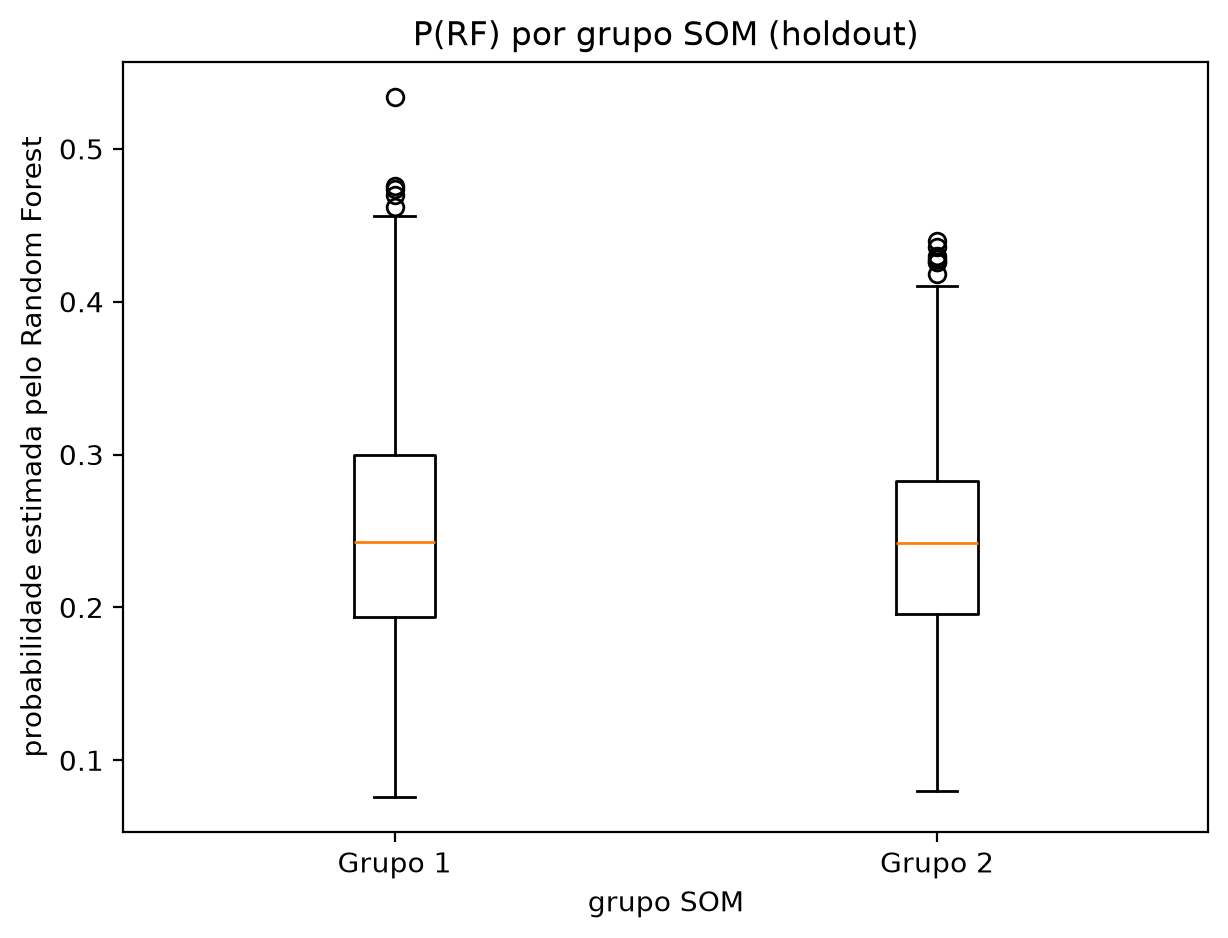 P(RF) por grupo SOM (holdout)
probabilidade estimada pelo Random Forest
0.5
0.4
0.3
0.2
0.1
Grupo 1
Grupo 2
grupo SOM